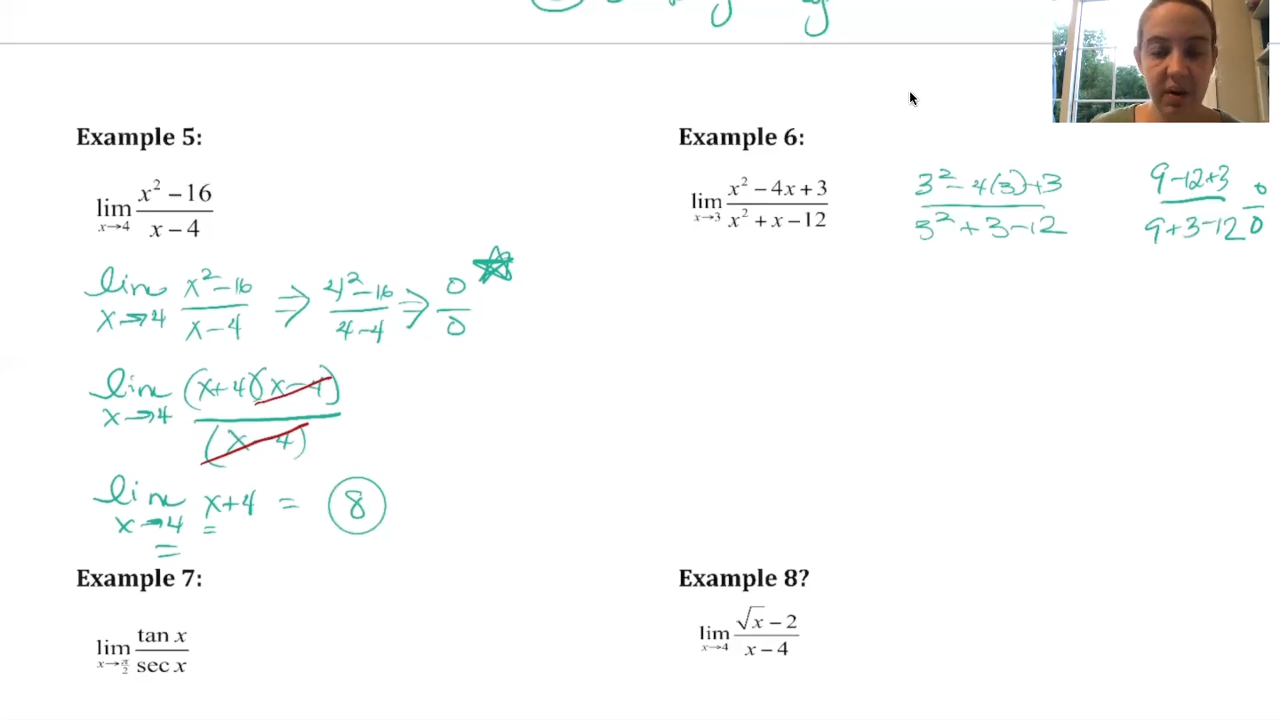 Example 5:
lim x→4 (x² − 16)/(x − 4)
lim x→4 (x² − 16)/(x − 4) ⇒ (4² − 16)/(4 − 4) ⇒ 0/0
lim x→4 (x+4)(x−4)/(x−4)
lim x→4 x+4 = 8
Example 6:
lim x→3 (x² − 4x + 3)/(x² + x − 12)
(3² − 4(3) + 3)/(3² + 3 − 12) (9 − 12 + 3)/(9 + 3 − 12) 0/0
Example 7:
lim x→π/2 tan x/sec x
Example 8?
lim x→4 (√x − 2)/(x − 4)